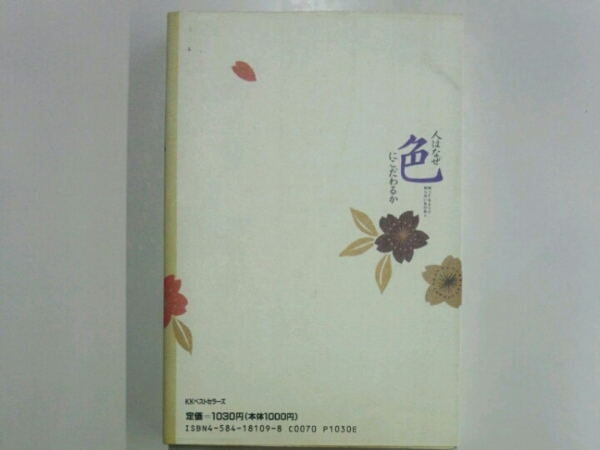 人はなぜ
色
にこだわるか
KKベストセラーズ
定価=1030円(本体1000円)
ISBN4-584-18109-8 C0070 P1030E